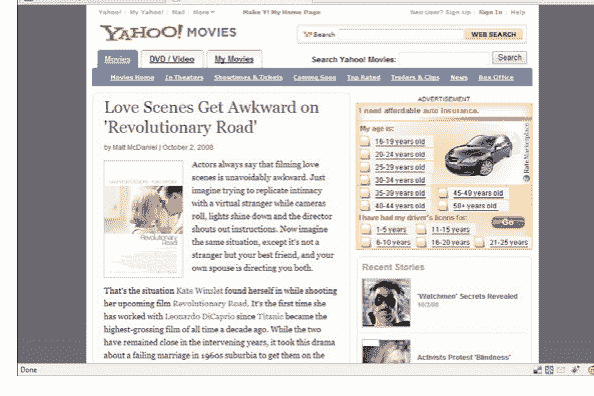 Yahoo! My Yahoo! Mail More Make Y! My Home Page New User? Sign Up Sign In Help
YAHOO! MOVIES
Search WEB SEARCH
Movies DVD / Video My Movies Search Yahoo! Movies: Search
Movies Home In Theaters Showtimes & Tickets Coming Soon Top Rated Trailers & Clips News Box Office
Love Scenes Get Awkward on
'Revolutionary Road'
by Matt McDaniel | October 2, 2008
Actors always say that filming love
scenes is unavoidably awkward. Just
imagine trying to replicate intimacy
with a virtual stranger while cameras
roll, lights shine down and the director
shouts out instructions. Now imagine
the same situation, except it's not a
stranger but your best friend, and your
own spouse is directing you both.
Revolutionary
Road
That's the situation Kate Winslet found herself in while shooting
her upcoming film Revolutionary Road. It's the first time she
has worked with Leonardo DiCaprio since Titanic became the
highest-grossing film of all time a decade ago. While the two
have remained close in the intervening years, it took this drama
about a failing marriage in 1960s suburbia to get them on the
ADVERTISEMENT
I need affordable auto insurance.
My age is:
16-19 years old
20-24 years old
25-29 years old
30-34 years old
35-39 years old 45-49 years old
40-44 years old 50+ years old
RateMarketplace
I have had my driver's license for: Go
1-5 years 11-15 years
6-10 years 16-20 years 21-25 years
Recent Stories
'Watchmen' Secrets Revealed
10/3/08
Activists Protest 'Blindness'
Done